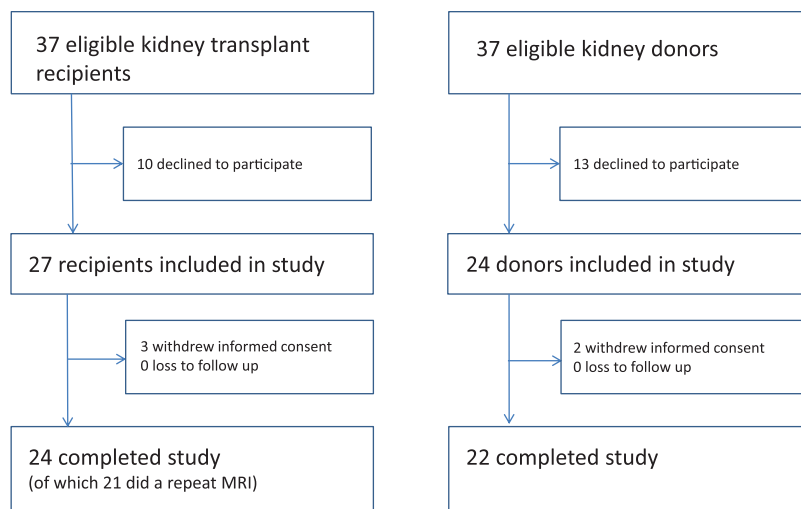 37 eligible kidney transplant
recipients
10 declined to participate
27 recipients included in study
3 withdrew informed consent
0 loss to follow up
24 completed study
(of which 21 did a repeat MRI)
37 eligible kidney donors
13 declined to participate
24 donors included in study
2 withdrew informed consent
0 loss to follow up
22 completed study